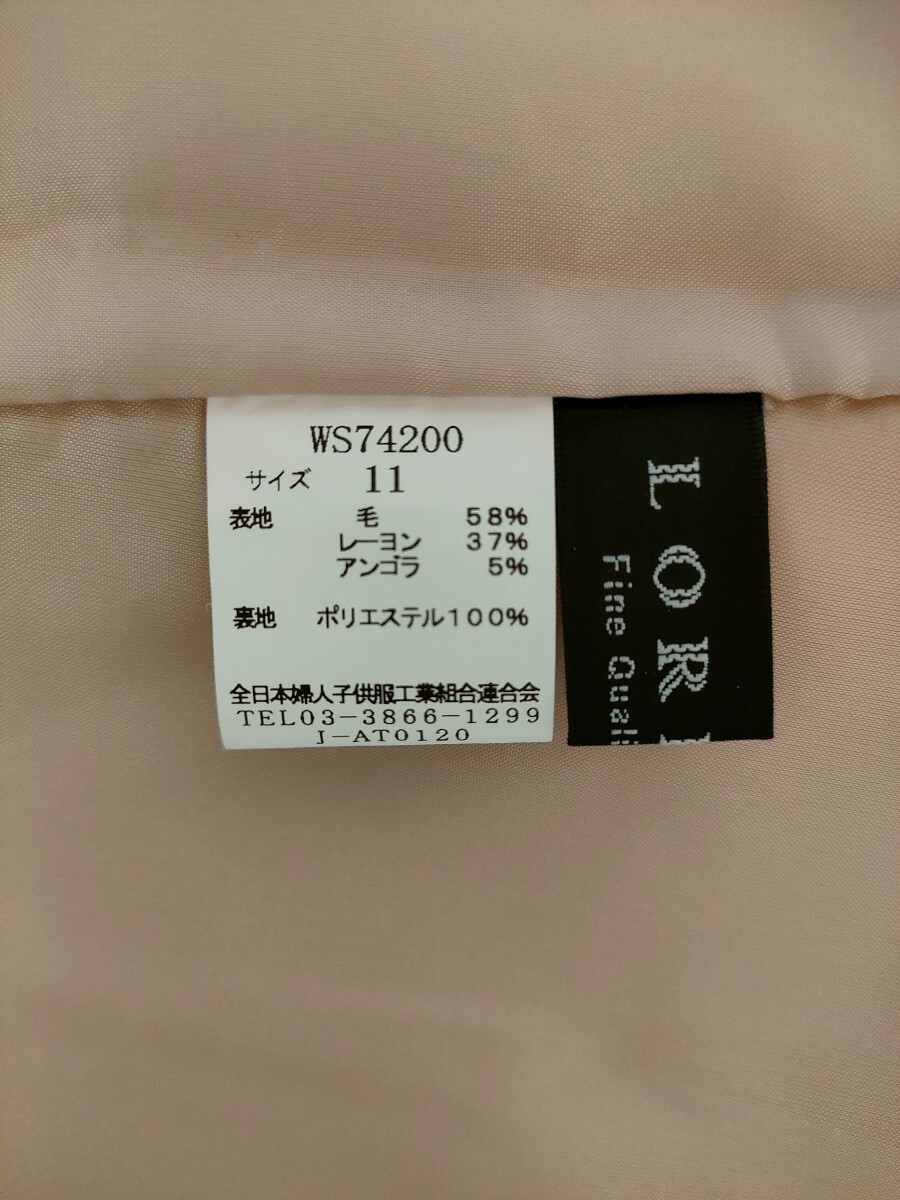 WS74200
サイズ 11
表地 毛 58%
レーヨン 37%
アンゴラ 5%
裏地 ポリエステル100%
全日本婦人子供服工業組合連合会
TEL03-3866-1299
J-AT0120
LOR
Fine Quali